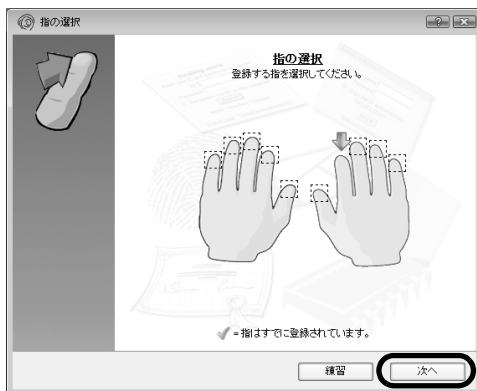 指の選択
指の選択
登録する指を選択してください。
=指はすでに登録されています。
練習
次へ